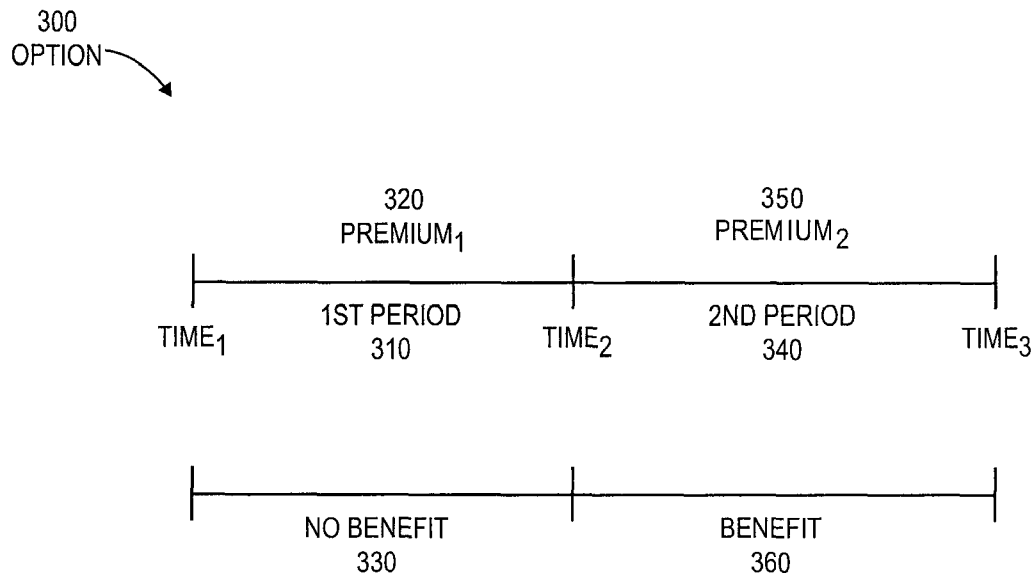 300
OPTION
320 350
PREMIUM₁ PREMIUM₂
1ST PERIOD 2ND PERIOD
TIME₁ 310 TIME₂ 340 TIME₃
NO BENEFIT BENEFIT
330 360